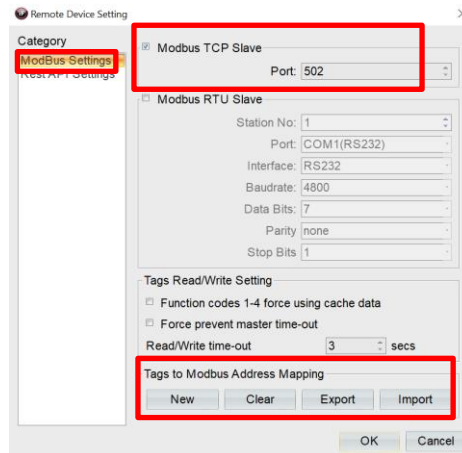 Remote Device Setting
Category
ModBus Settings
Rest API Settings
Modbus TCP Slave
Port: 502
Modbus RTU Slave
Station No: 1
Port: COM1(RS232)
Interface: RS232
Baudrate: 4800
Data Bits: 7
Parity none
Stop Bits 1
Tags Read/Write Setting
Function codes 1-4 force using cache data
Force prevent master time-out
Read/Write time-out 3 secs
Tags to Modbus Address Mapping
New Clear Export Import
OK Cancel